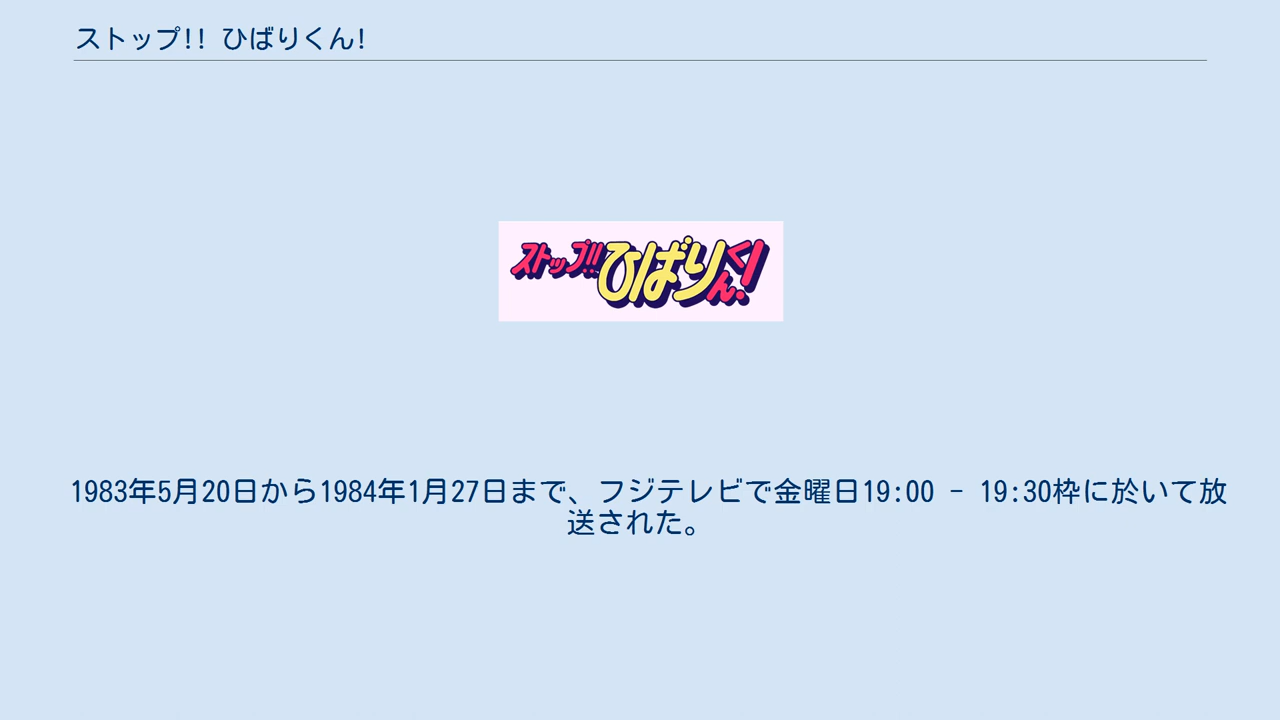 ストップ!! ひばりくん!
ストップ!!ひばりくん!
1983年5月20日から1984年1月27日まで、フジテレビで金曜日19:00 - 19:30枠に於いて放
送された。